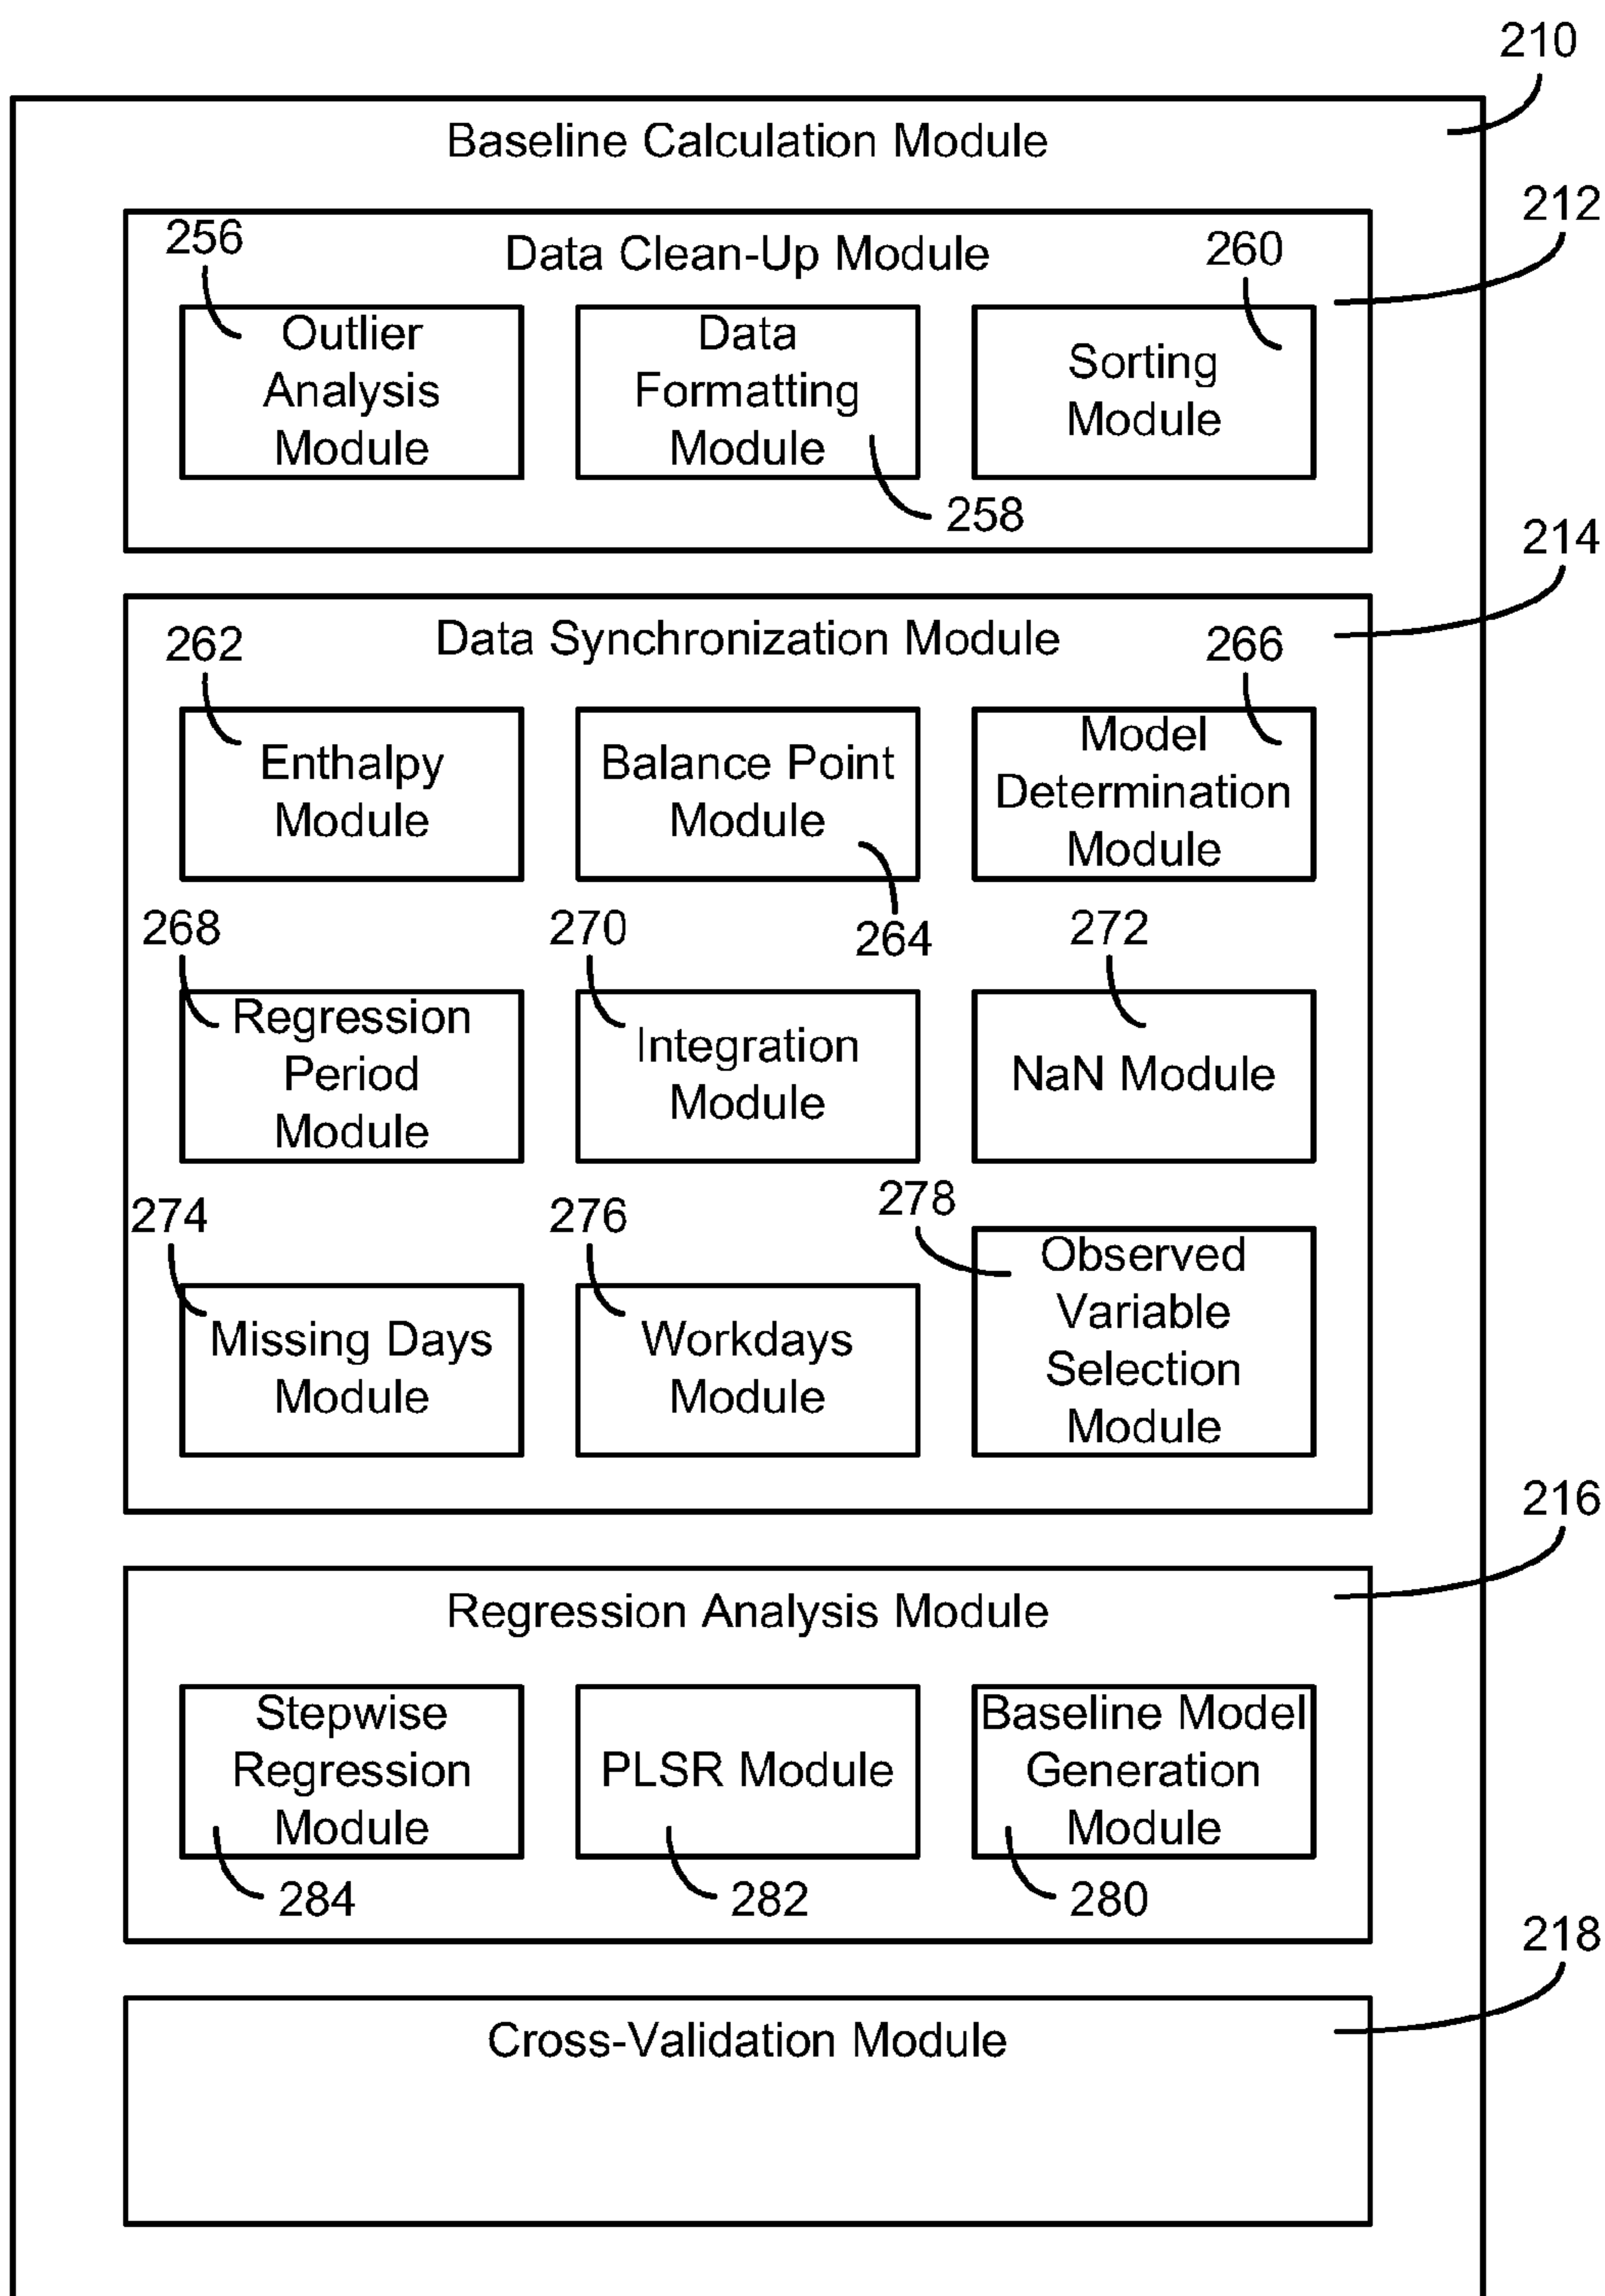 210
Baseline Calculation Module
212
256
Data Clean-Up Module
260
Outlier
Analysis
Module
Data
Formatting
Module
Sorting
Module
258
214
262
Data Synchronization Module
266
Enthalpy
Module
Balance Point
Module
Model
Determination
Module
264
268
270
272
Regression
Period
Module
Integration
Module
NaN Module
274
276
278
Missing Days
Module
Workdays
Module
Observed
Variable
Selection
Module
216
Regression Analysis Module
Stepwise
Regression
Module
PLSR Module
Baseline Model
Generation
Module
284
282
280
218
Cross-Validation Module